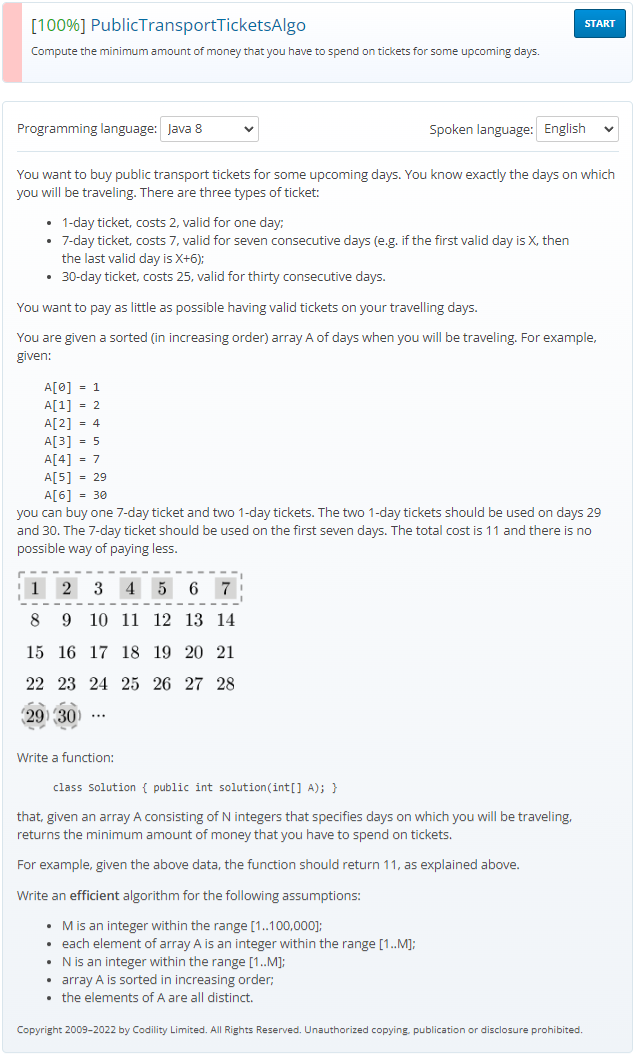 [100%] PublicTransportTicketsAlgo
START
Compute the minimum amount of money that you have to spend on tickets for some upcoming days.
Programming language: Java 8
Spoken language: English
You want to buy public transport tickets for some upcoming days. You know exactly the days on which
you will be traveling. There are three types of ticket:
• 1-day ticket, costs 2, valid for one day;
• 7-day ticket, costs 7, valid for seven consecutive days (e.g. if the first valid day is X, then
the last valid day is X+6);
• 30-day ticket, costs 25, valid for thirty consecutive days.
You want to pay as little as possible having valid tickets on your travelling days.
You are given a sorted (in increasing order) array A of days when you will be traveling. For example,
given:
A[0] = 1
A[1] = 2
A[2] = 4
A[3] = 5
A[4] = 7
A[5] = 29
A[6] = 30
you can buy one 7-day ticket and two 1-day tickets. The two 1-day tickets should be used on days 29
and 30. The 7-day ticket should be used on the first seven days. The total cost is 11 and there is no
possible way of paying less.
1 2 3 4 5 6 7
8 9 10 11 12 13 14
15 16 17 18 19 20 21
22 23 24 25 26 27 28
29 30 ...
Write a function:
class Solution { public int solution(int[] A); }
that, given an array A consisting of N integers that specifies days on which you will be traveling,
returns the minimum amount of money that you have to spend on tickets.
For example, given the above data, the function should return 11, as explained above.
Write an efficient algorithm for the following assumptions:
• M is an integer within the range [1..100,000];
• each element of array A is an integer within the range [1..M];
• N is an integer within the range [1..M];
• array A is sorted in increasing order;
• the elements of A are all distinct.
Copyright 2009–2022 by Codility Limited. All Rights Reserved. Unauthorized copying, publication or disclosure prohibited.